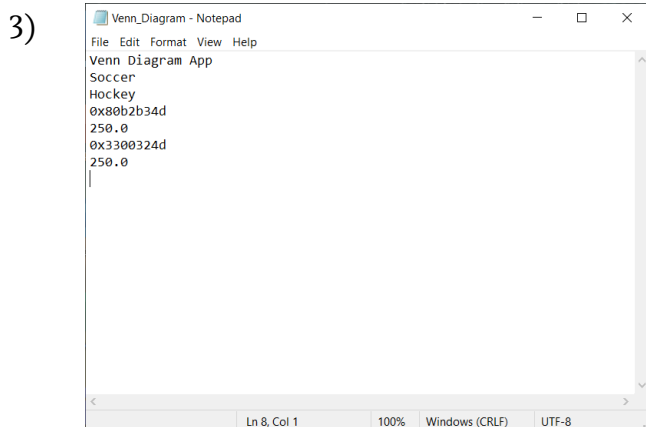 3)
Venn_Diagram - Notepad
File Edit Format View Help
Venn Diagram App
Soccer
Hockey
0x80b2b34d
250.0
0x3300324d
250.0
Ln 8, Col 1 100% Windows (CRLF) UTF-8